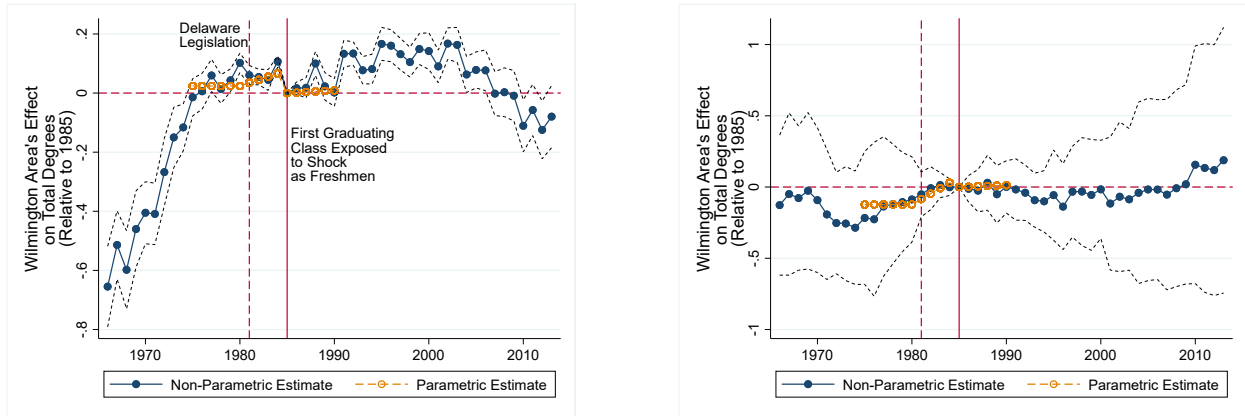 Wilmington Area's Effect
on Total Degrees
(Relative to 1985)
.2
0
-.2
-.4
-.6
-.8
Delaware
Legislation
First Graduating
Class Exposed
to Shock
as Freshmen
1970
1980
1990
2000
2010
Non-Parametric Estimate
Parametric Estimate
Wilmington Area's Effect
on Total Degrees
(Relative to 1985)
1
.5
0
-.5
-1
1970
1980
1990
2000
2010
Non-Parametric Estimate
Parametric Estimate